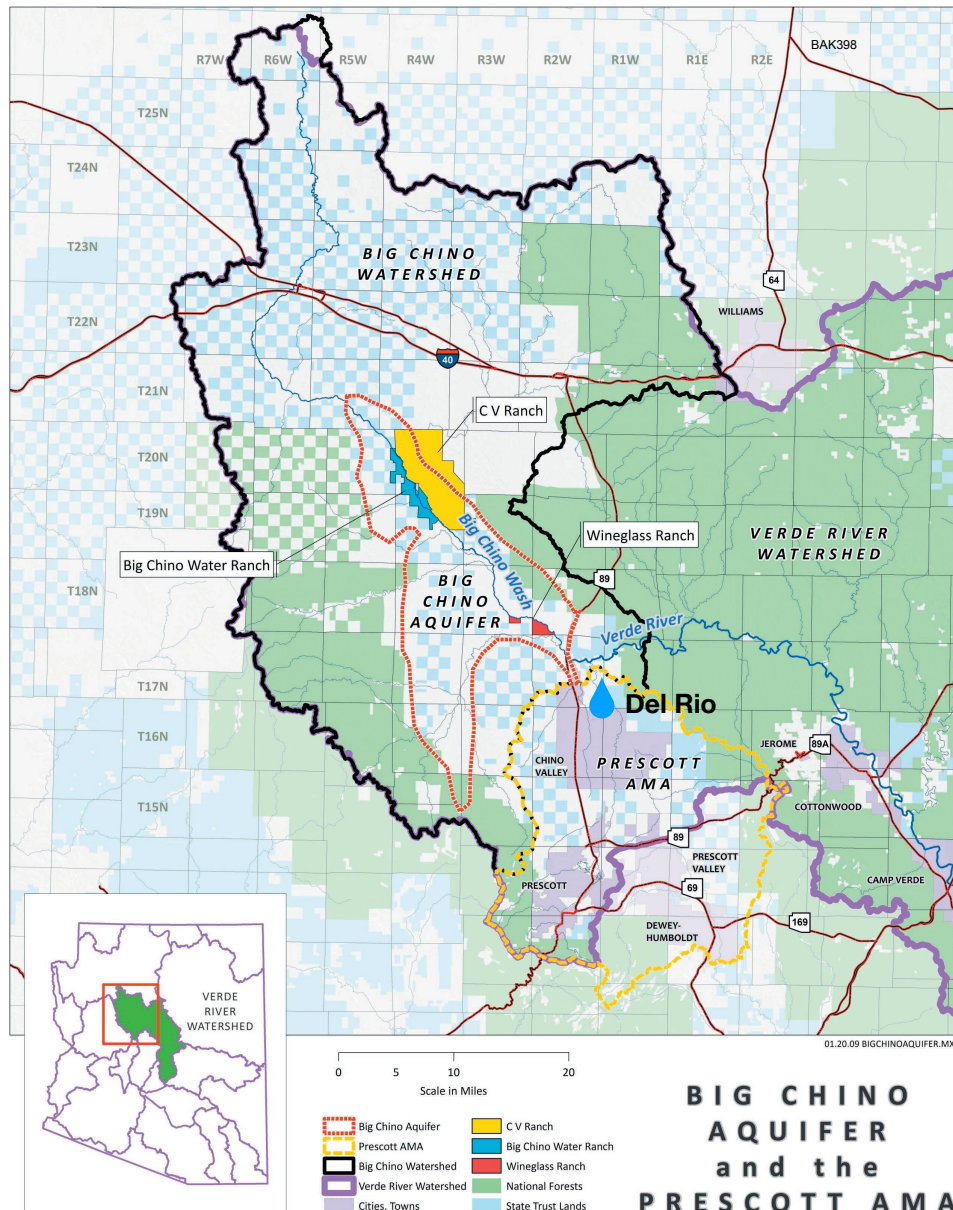 BAK398
R7W
R6W
R5W
R4W
R3W
R2W
R1W
R1E
R2E
T25N
T24N
T23N
T22N
T21N
T20N
T19N
T18N
T17N
T16N
T15N
BIG CHINO
WATERSHED
64
WILLIAMS
40
C V Ranch
Big Chino Wash
Wineglass Ranch
VERDE RIVER
WATERSHED
Big Chino Water Ranch
BIG
CHINO
AQUIFER
89
Verde River
Del Rio
JEROME
89A
CHINO
VALLEY
PRESCOTT
AMA
COTTONWOOD
89
PRESCOTT
VALLEY
CAMP VERDE
PRESCOTT
69
DEWEY-
HUMBOLDT
169
VERDE
RIVER
WATERSHED
01.20.09 BIGCHINOAQUIFER.MX
0 5 10 20
Scale in Miles
Big Chino Aquifer
Prescott AMA
Big Chino Watershed
Verde River Watershed
Cities, Towns
C V Ranch
Big Chino Water Ranch
Wineglass Ranch
National Forests
State Trust Lands
BIG CHINO
AQUIFER
and the
PRESCOTT AMA